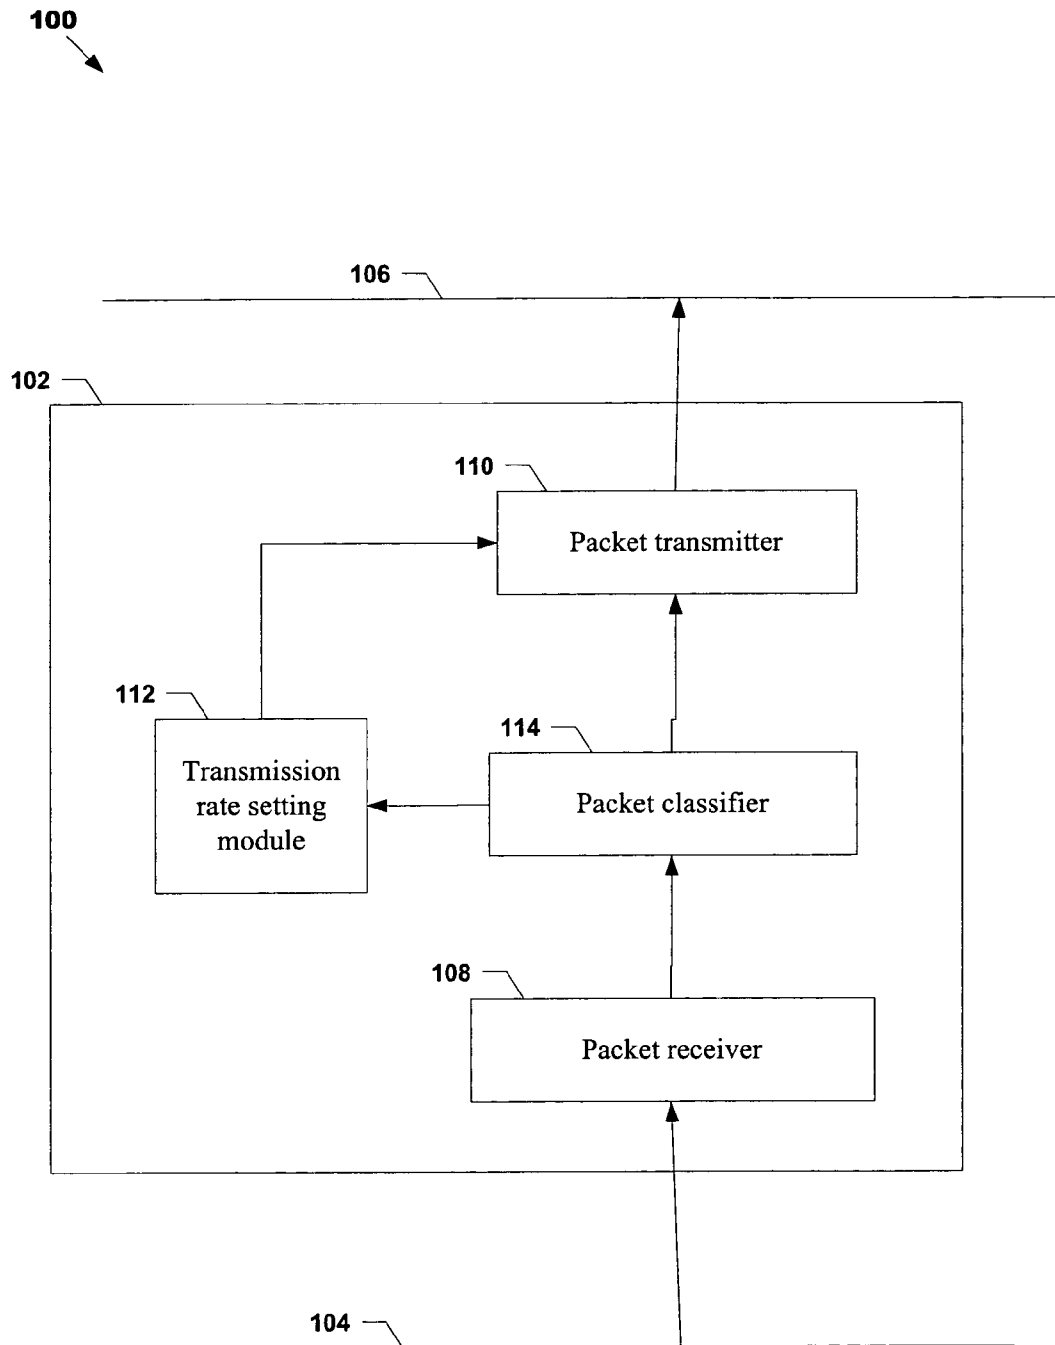 100
106
102
110
Packet transmitter
112
114
Transmission
rate setting
module
Packet classifier
108
Packet receiver
104